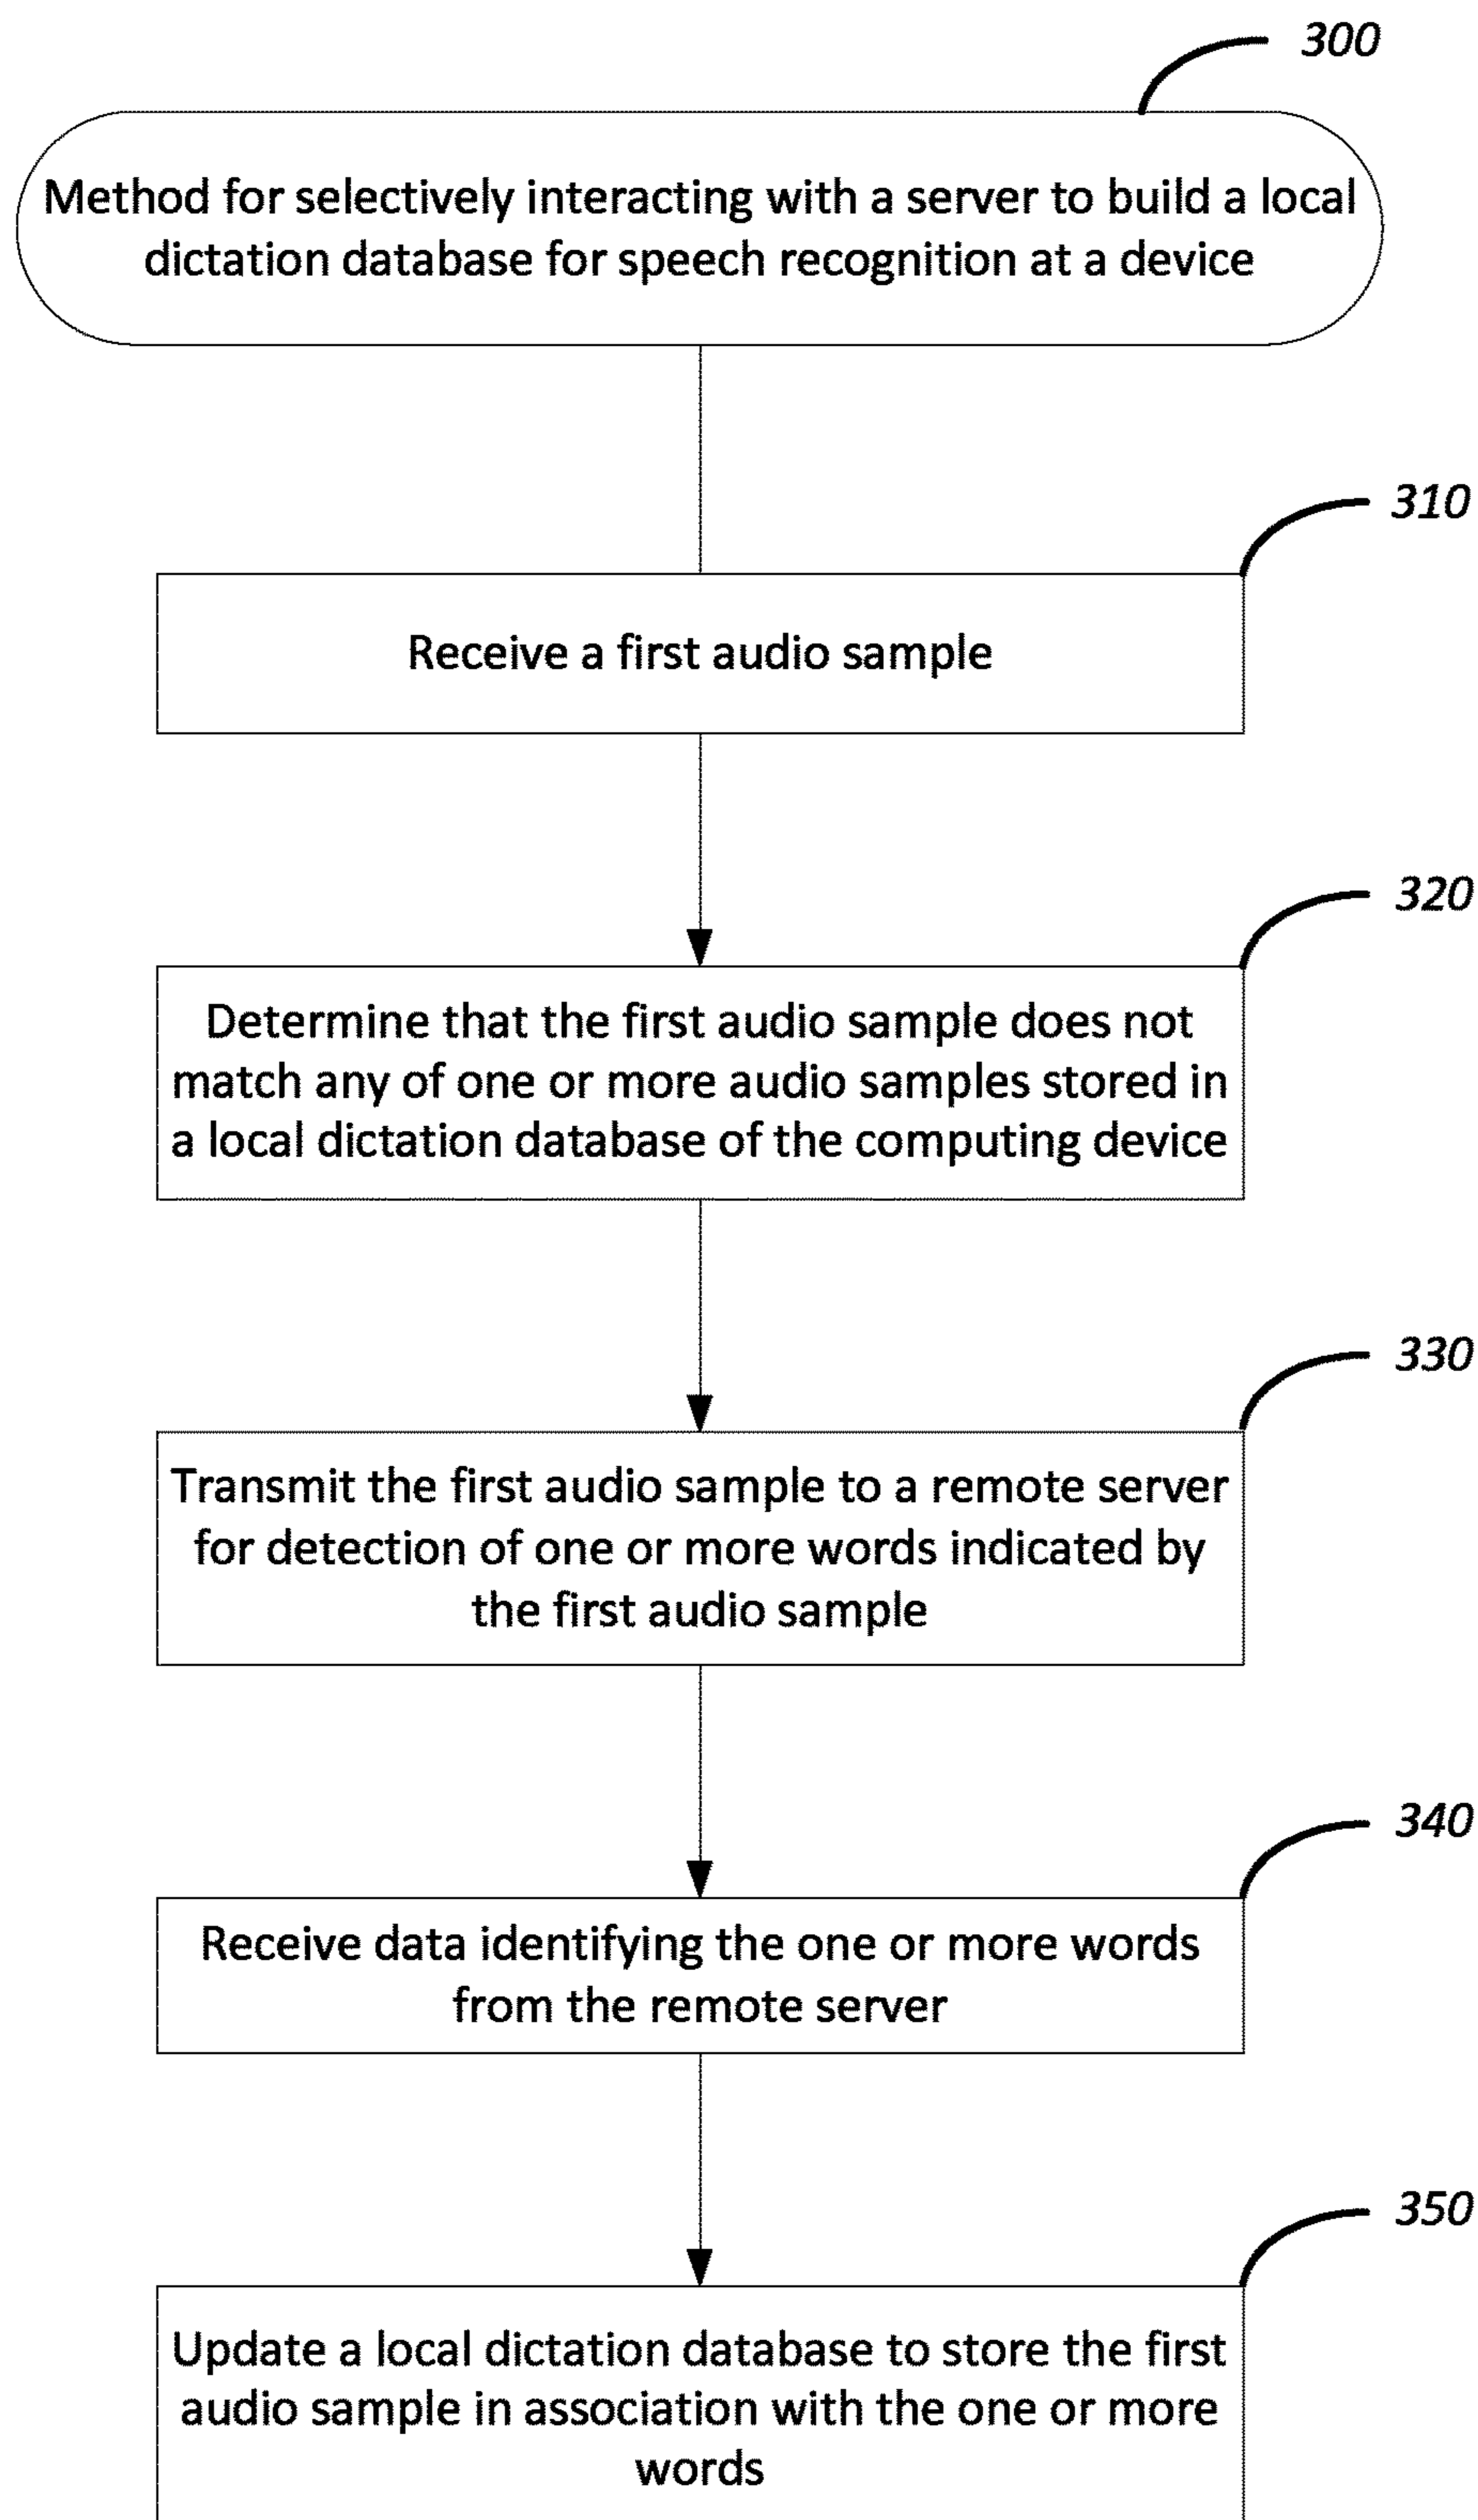 300
Method for selectively interacting with a server to build a local
dictation database for speech recognition at a device
310
Receive a first audio sample
320
Determine that the first audio sample does not
match any of one or more audio samples stored in
a local dictation database of the computing device
330
Transmit the first audio sample to a remote server
for detection of one or more words indicated by
the first audio sample
340
Receive data identifying the one or more words
from the remote server
350
Update a local dictation database to store the first
audio sample in association with the one or more
words